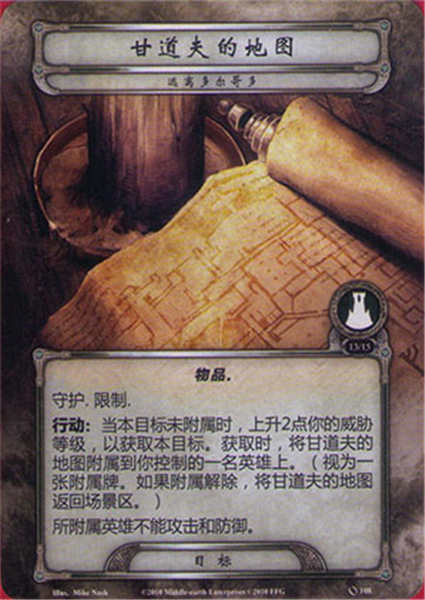 甘道夫的地图
逃离多尔哥多
13/15
物品.
守护. 限制.
行动：当本目标未附属时，上升2点你的威胁
等级，以获取本目标。获取时，将甘道夫的
地图附属到你控制的一名英雄上。（视为一
张附属牌。如果附属解除，将甘道夫的地图
返回场景区。）
所附属英雄不能攻击和防御。
目标
Illus. Mike Nash
©2010 Middle-earth Enterprises ©2010 FFG
108